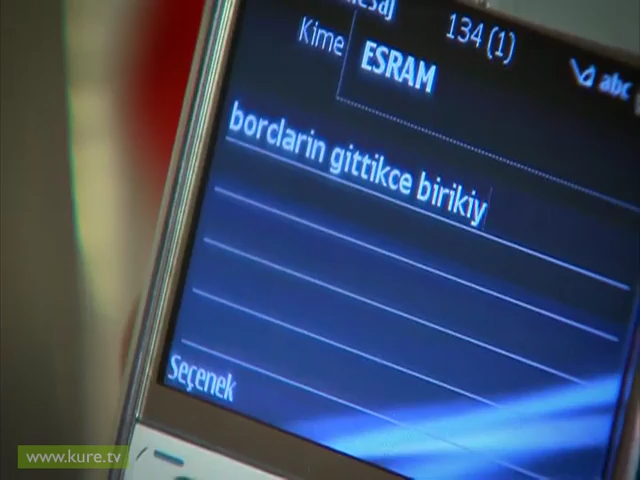 134(1)
abc
Kime
ESRAM
borclarin gittikce birikiy
Seçenek
www.kure.tv